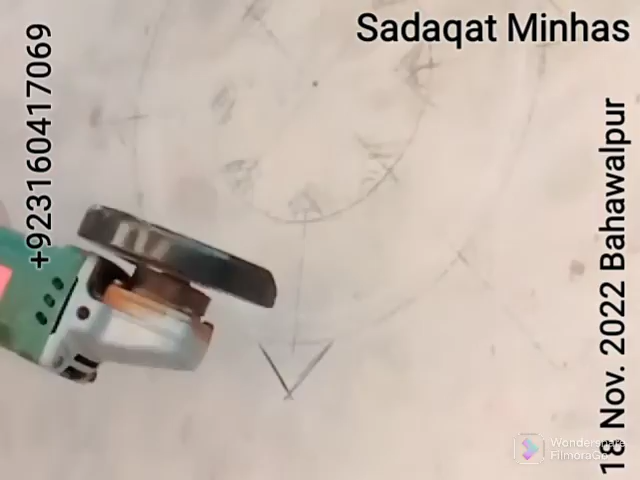 Sadaqat Minhas
+923160417069
18 Nov. 2022 Bahawalpur
Wondershare
FilmoraGo